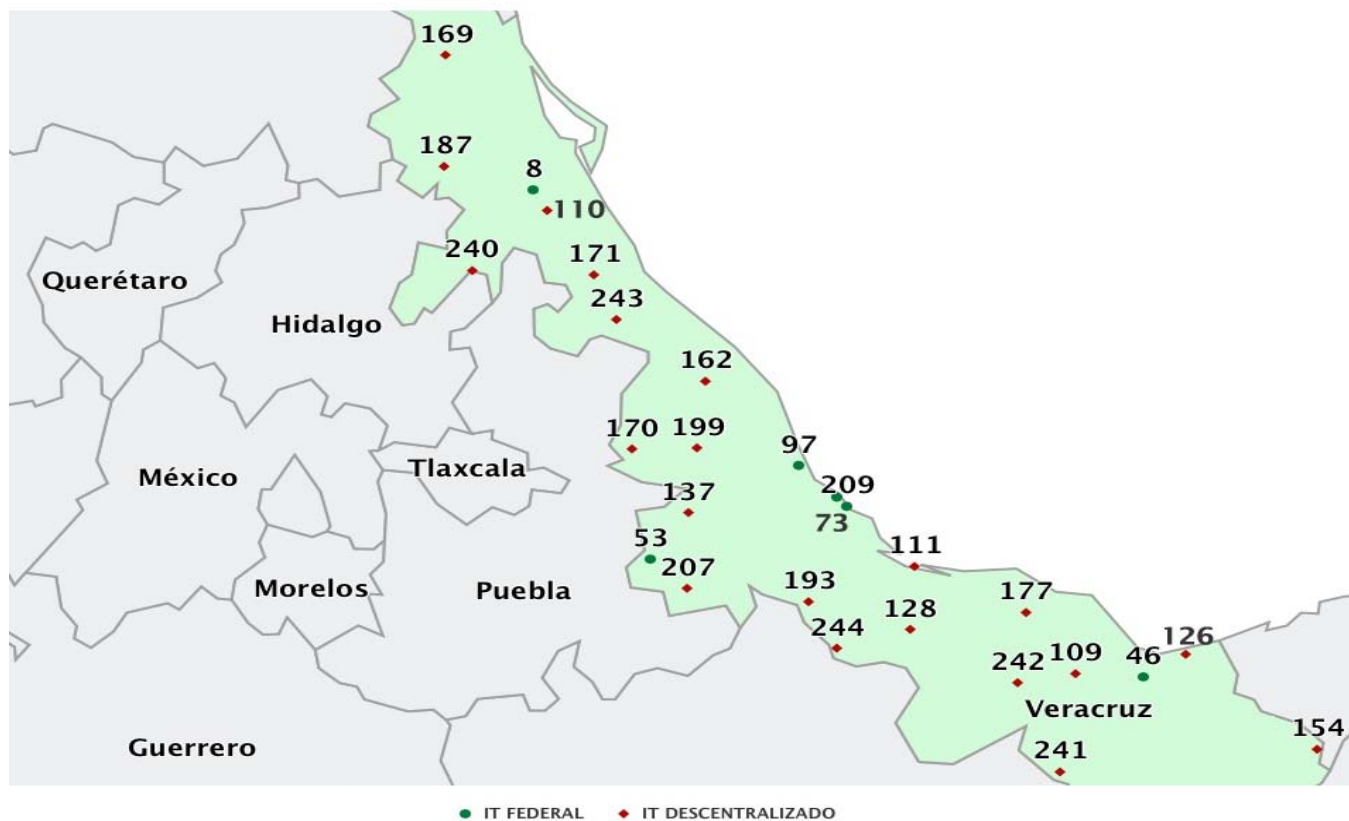 169
187
8
110
240
171
Querétaro
243
Hidalgo
162
170
199
97
Tlaxcala
México
209
137
73
53
111
207
Morelos
Puebla
193
177
128
244
126
242
109
46
Veracruz
154
Guerrero
241
IT FEDERAL
IT DESCENTRALIZADO